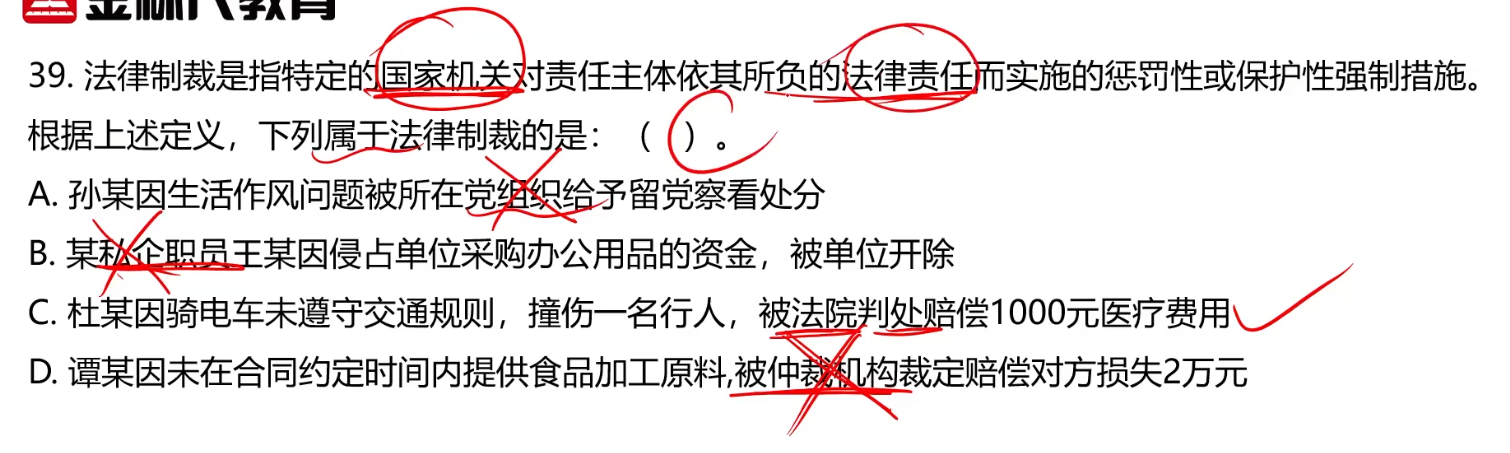 教育
39. 法律制裁是指特定的国家机关对责任主体依其所负的法律责任而实施的惩罚性或保护性强制措施。
根据上述定义，下列属于法律制裁的是：（ ）。
A. 孙某因生活作风问题被所在党组织给予留党察看处分
B. 某私企职员王某因侵占单位采购办公用品的资金，被单位开除
C. 杜某因骑电车未遵守交通规则，撞伤一名行人，被法院判处赔偿1000元医疗费用
D. 谭某因未在合同约定时间内提供食品加工原料,被仲裁机构裁定赔偿对方损失2万元